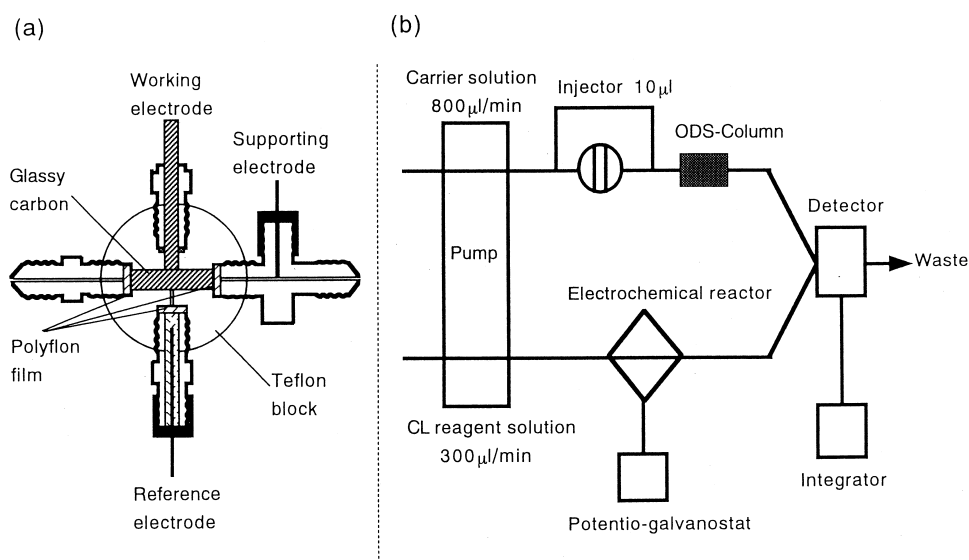 (a)
Working
electrode
Supporting
electrode
Glassy
carbon
Polyflon
film
Teflon
block
Reference
electrode
(b)
Carrier solution
800µl/min
Injector 10µl
ODS-Column
Detector
Pump
Waste
Electrochemical reactor
CL reagent solution
300µl/min
Integrator
Potentio-galvanostat